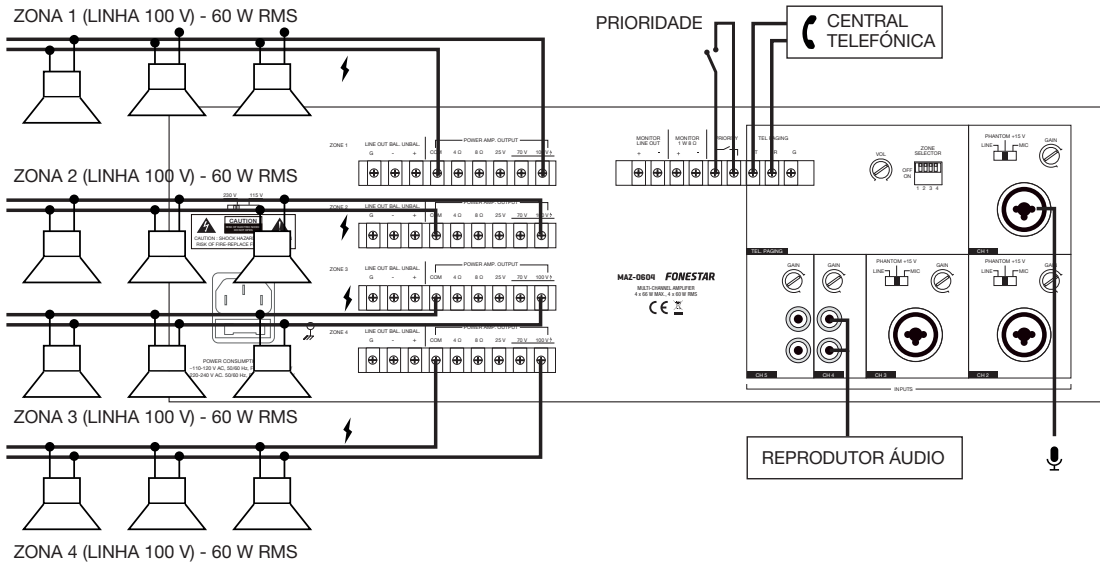 ZONA 1 (LINHA 100 V) - 60 W RMS
PRIORIDADE
CENTRAL
TELEFÓNICA
ZONE 1
LINE OUT BAL. UNBAL.
POWER AMP. OUTPUT
G - + COM 4 Ω 8 Ω 25 V 70 V 100 V
MONITOR
LINE OUT
+ -
MONITOR
1 W 8 Ω
+ -
PRIORITY
TEL PAGING
T R G
VOL
ZONE
SELECTOR
OFF
ON
1 2 3 4
PHANTOM +15 V
LINE MIC
GAIN
TEL. PAGING
CH 1
ZONA 2 (LINHA 100 V) - 60 W RMS
230 V 115 V
CAUTION
CAUTION : SHOCK HAZARD
RISK OF FIRE-REPLACE
ZONE 2
LINE OUT BAL. UNBAL.
POWER AMP. OUTPUT
G - + COM 4 Ω 8 Ω 25 V 70 V 100 V
ZONE 3
LINE OUT BAL. UNBAL.
POWER AMP. OUTPUT
G - + COM 4 Ω 8 Ω 25 V 70 V 100 V
MAZ-0604 FONESTAR
MULTI-CHANNEL AMPLIFIER
4 x 66 W MAX., 4 x 60 W RMS
CE
GAIN
GAIN
PHANTOM +15 V
LINE MIC
GAIN
PHANTOM +15 V
LINE MIC
GAIN
CH 5
CH 4
CH 3
CH 2
INPUTS
ZONE 4
LINE OUT BAL. UNBAL.
POWER AMP. OUTPUT
G - + COM 4 Ω 8 Ω 25 V 70 V 100 V
POWER CONSUMPT
~110-120 V AC, 50/60 Hz,
220-240 V AC, 50/60 Hz,
ZONA 3 (LINHA 100 V) - 60 W RMS
REPRODUTOR ÁUDIO
ZONA 4 (LINHA 100 V) - 60 W RMS